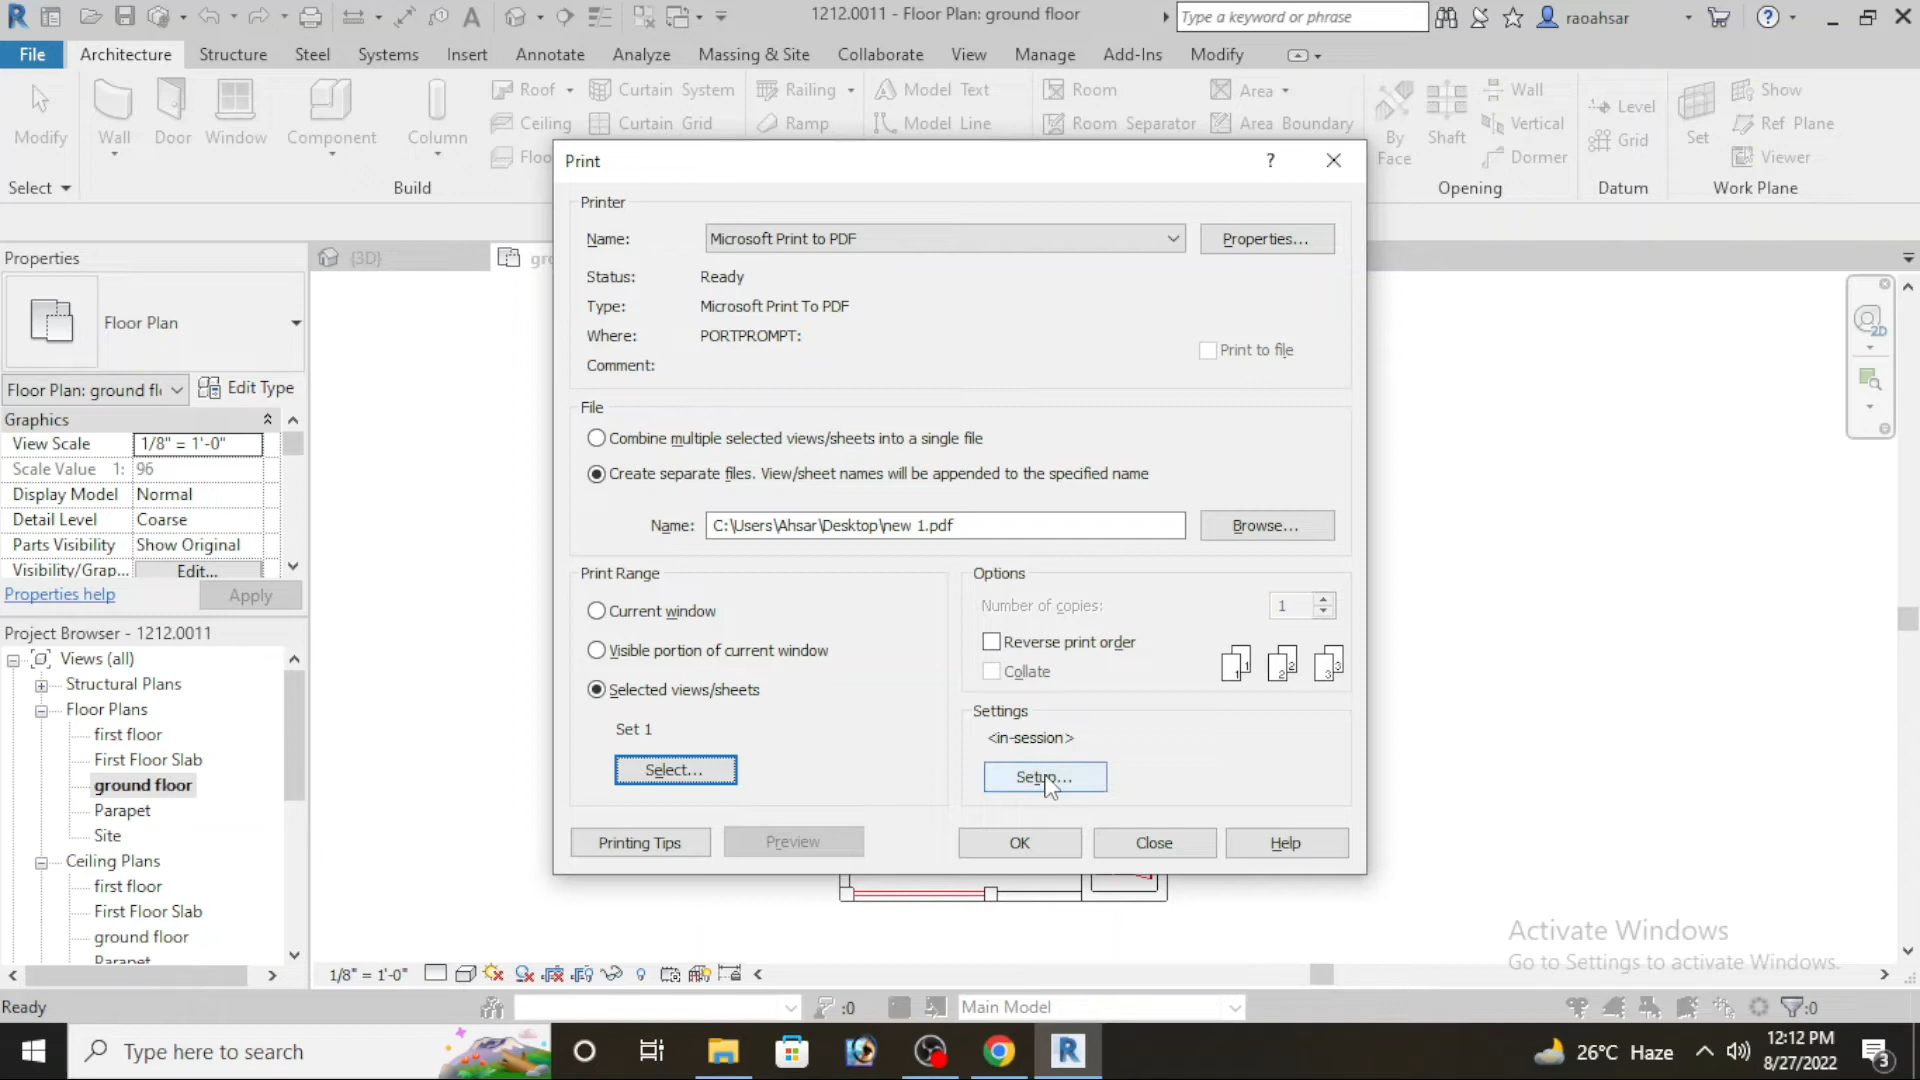 1212.0011 - Floor Plan: ground floor
Type a keyword or phrase
raoahsar
File Architecture Structure Steel Systems Insert Annotate Analyze Massing & Site Collaborate View Manage Add-Ins Modify
Modify
Wall
Door
Window
Component
Column
Roof
Ceiling
Floo
Curtain System
Curtain Grid
Railing
Ramp
Model Text
Model Line
Room
Room Separator
Area
Area Boundary
By
Face
Shaft
Wall
Vertical
Dormer
Level
Grid
Set
Show
Ref Plane
Viewer
Select
Build
Opening
Datum
Work Plane
Properties
Floor Plan
Floor Plan: ground fl
Edit Type
Graphics
View Scale 1/8" = 1'-0"
Scale Value 1: 96
Display Model Normal
Detail Level Coarse
Parts Visibility Show Original
Visibility/Grap... Edit...
Properties help
Apply
Project Browser - 1212.0011
Views (all)
Structural Plans
Floor Plans
first floor
First Floor Slab
ground floor
Parapet
Site
Ceiling Plans
first floor
First Floor Slab
ground floor
Parapet
{3D}
gro
2D
Print
?
Printer
Name: Microsoft Print to PDF
Properties...
Status: Ready
Type: Microsoft Print To PDF
Where: PORTPROMPT:
Comment:
Print to file
File
Combine multiple selected views/sheets into a single file
Create separate files. View/sheet names will be appended to the specified name
Name: C:\Users\Ahsar\Desktop\new 1.pdf
Browse...
Print Range
Current window
Visible portion of current window
Selected views/sheets
Set 1
Select...
Options
Number of copies: 1
Reverse print order
Collate
1 2 3
1 2 3
Settings
<in-session>
Setup...
Printing Tips
Preview
OK
Close
Help
Activate Windows
Go to Settings to activate Windows.
1/8" = 1'-0"
Ready
:0
Main Model
:0
Type here to search
26°C Haze
12:12 PM
8/27/2022
3